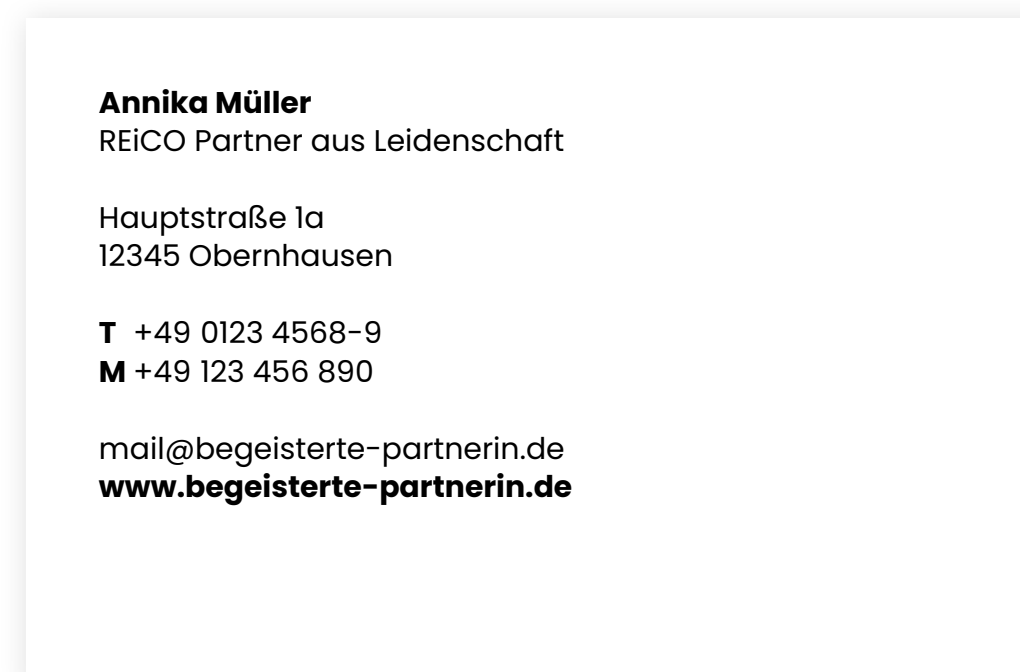 Annika Müller
REiCO Partner aus Leidenschaft
Hauptstraße 1a
12345 Obernhausen
T +49 0123 4568-9
M +49 123 456 890
mail@begeisterte-partnerin.de
www.begeisterte-partnerin.de